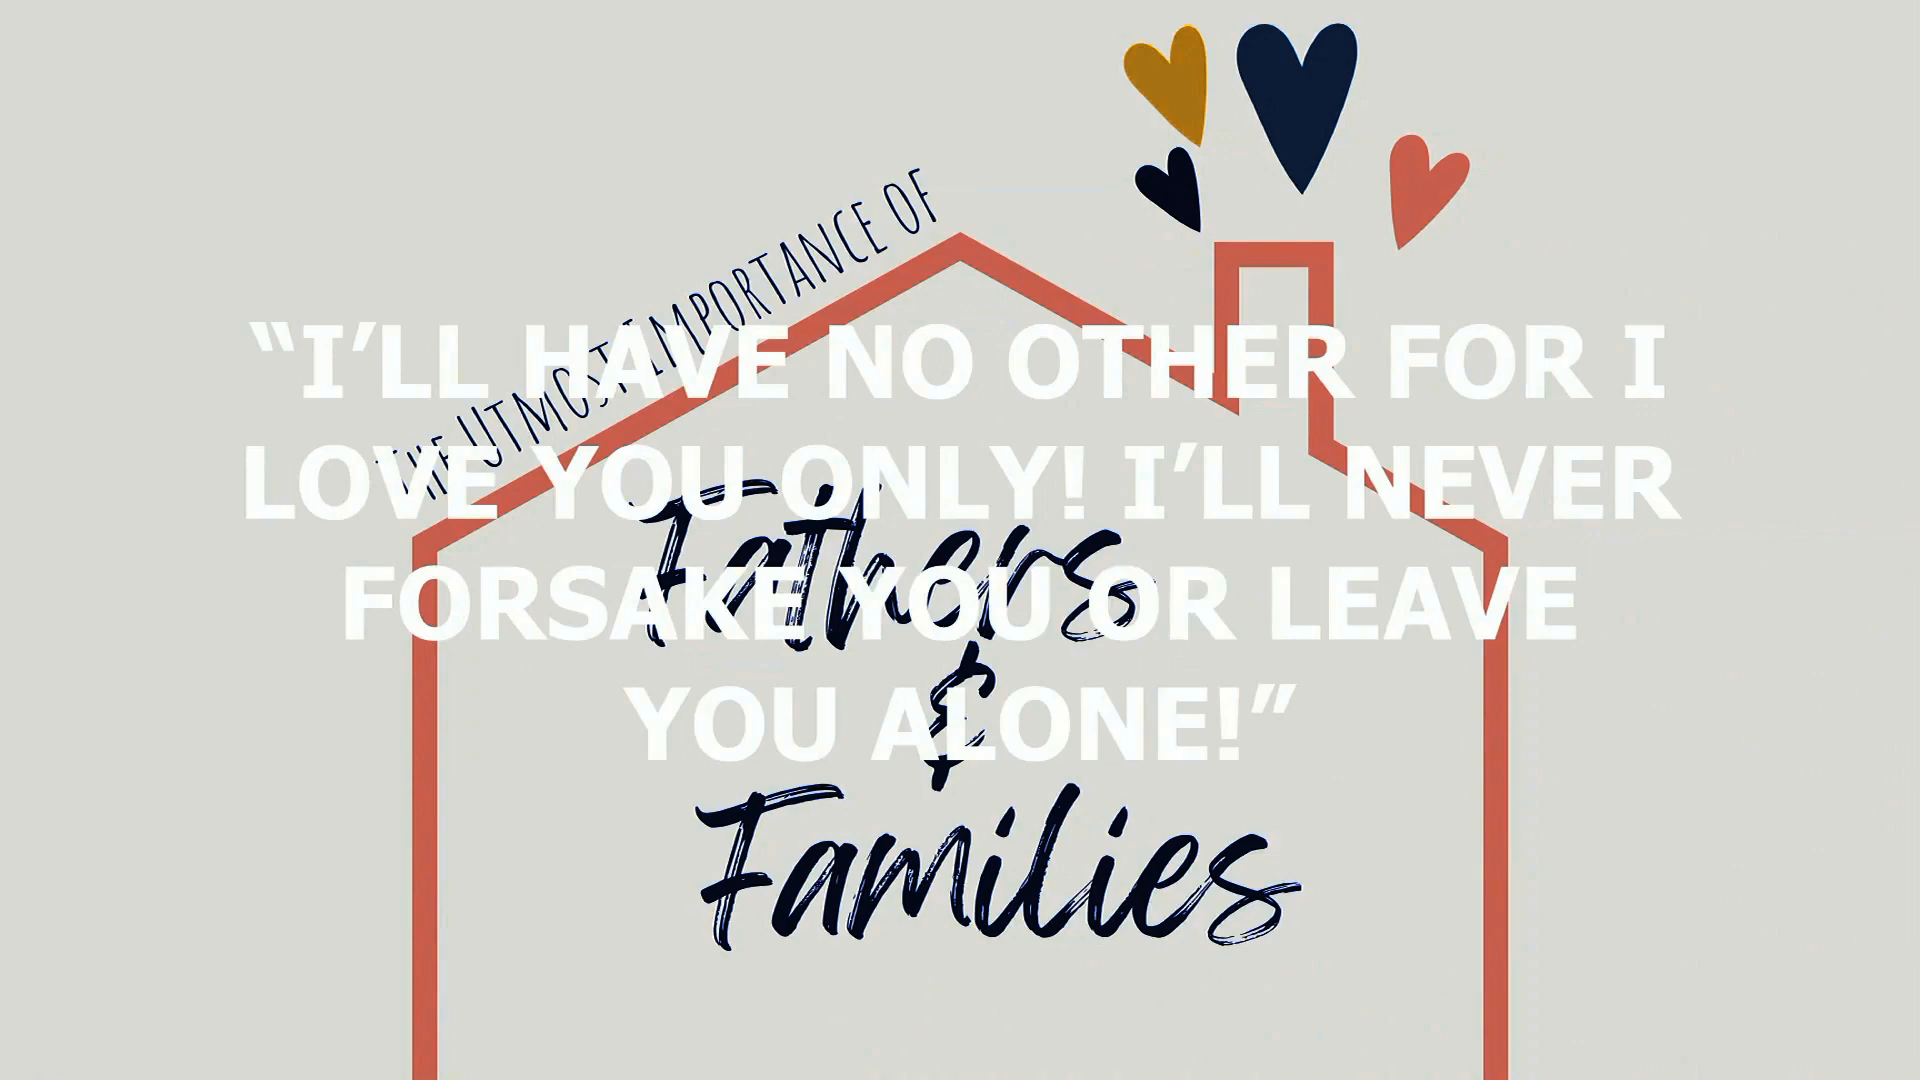 THE UTMOST IMPORTANCE OF
“I’LL HAVE NO OTHER FOR I
LOVE YOU ONLY! I’LL NEVER
FORSAKE YOU OR LEAVE
YOU ALONE!”
Fathers
&
Families